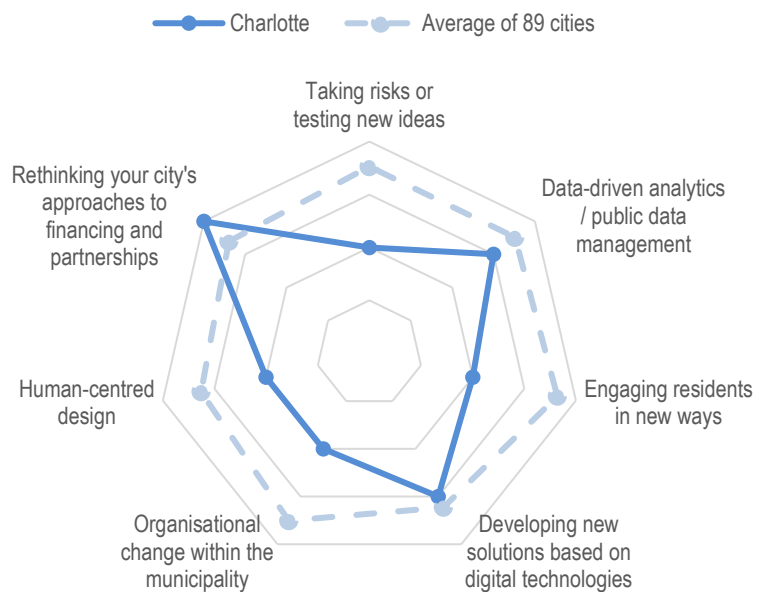 Charlotte
Average of 89 cities
Taking risks or
testing new ideas
Rethinking your city's
approaches to
financing and
partnerships
Data-driven analytics
/ public data
management
Human-centred
design
Engaging residents
in new ways
Organisational
change within the
municipality
Developing new
solutions based on
digital technologies